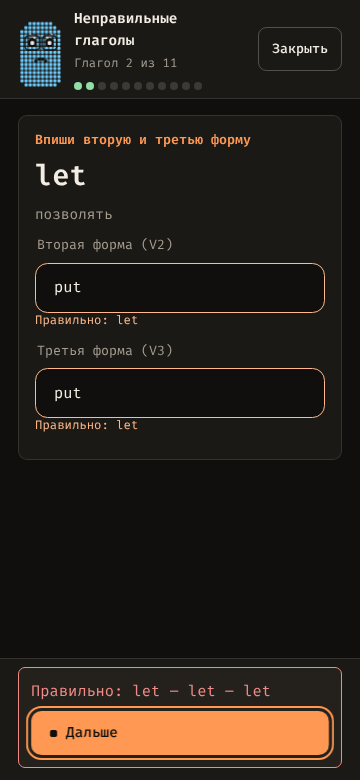 Неправильные
глаголы
Глагол 2 из 11
Закрыть
Впиши вторую и третью форму
let
позволять
Вторая форма (V2)
put
Правильно: let
Третья форма (V3)
put
Правильно: let
Правильно: let — let — let
Дальше